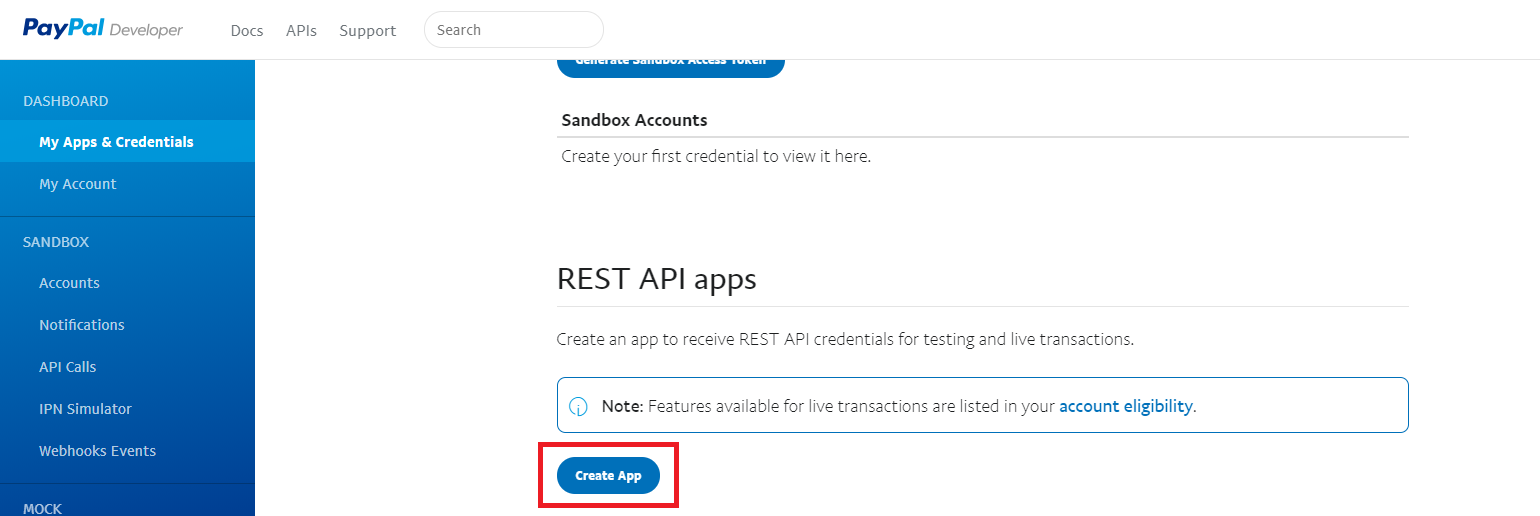 PayPal Developer
Docs APIs Support Search
Generate Sandbox Access Token
DASHBOARD
My Apps & Credentials
My Account
SANDBOX
Accounts
Notifications
API Calls
IPN Simulator
Webhooks Events
MOCK
Sandbox Accounts
Create your first credential to view it here.
REST API apps
Create an app to receive REST API credentials for testing and live transactions.
Note: Features available for live transactions are listed in your account eligibility.
Create App